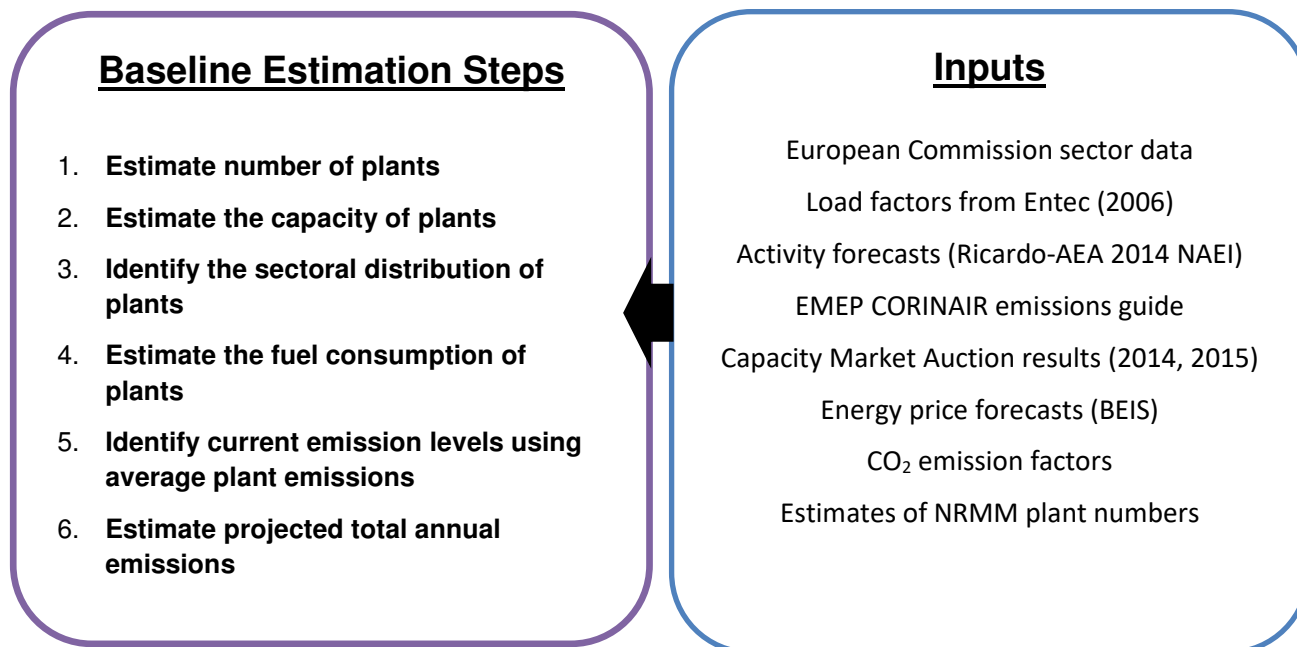 Baseline Estimation Steps
1. Estimate number of plants
2. Estimate the capacity of plants
3. Identify the sectoral distribution of
plants
4. Estimate the fuel consumption of
plants
5. Identify current emission levels using
average plant emissions
6. Estimate projected total annual
emissions
Inputs
European Commission sector data
Load factors from Entec (2006)
Activity forecasts (Ricardo-AEA 2014 NAEI)
EMEP CORINAIR emissions guide
Capacity Market Auction results (2014, 2015)
Energy price forecasts (BEIS)
CO₂ emission factors
Estimates of NRMM plant numbers